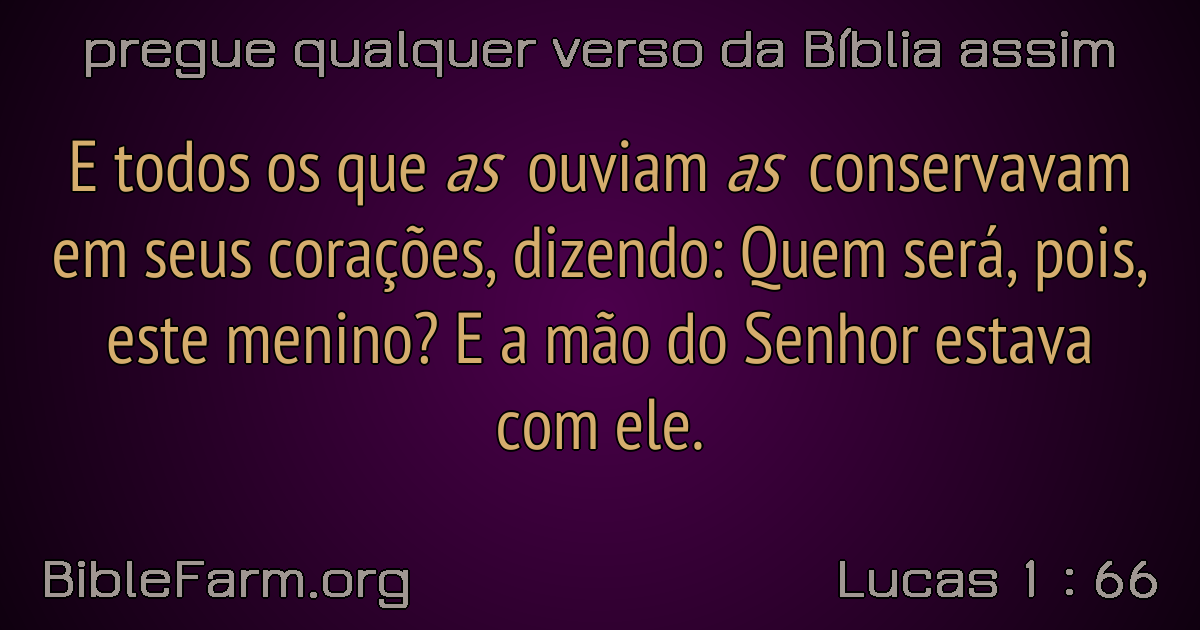 pregue qualquer verso da Bíblia assim
E todos os que as ouviam as conservavam
em seus corações, dizendo: Quem será, pois,
este menino? E a mão do Senhor estava
com ele.
BibleFarm.org
Lucas 1 : 66